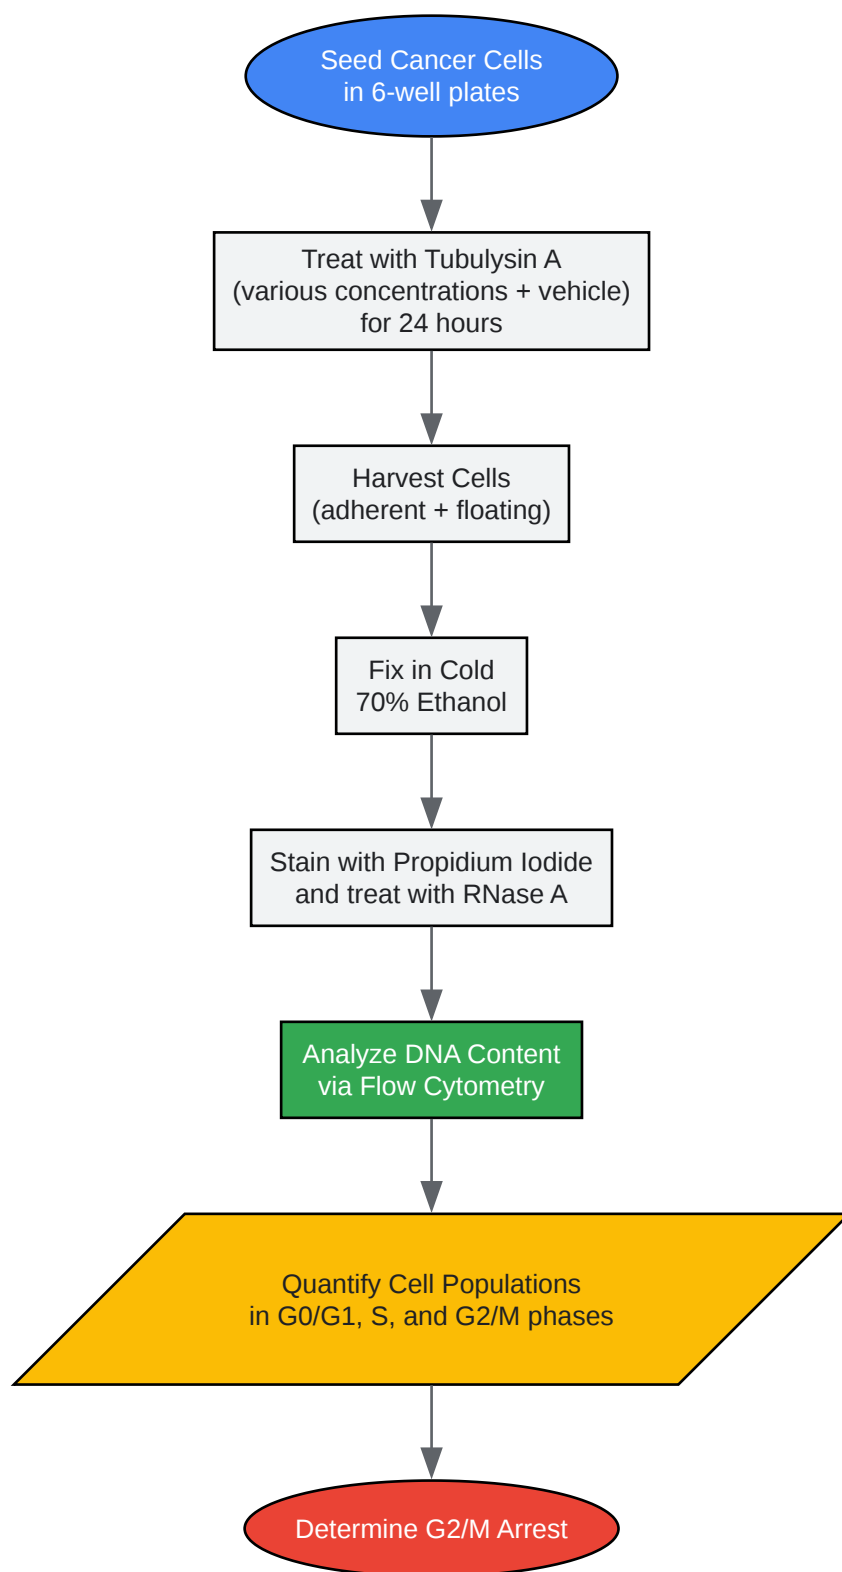 Seed Cancer Cells
in 6-well plates
Treat with Tubulysin A
(various concentrations + vehicle)
for 24 hours
Harvest Cells
(adherent + floating)
Fix in Cold
70% Ethanol
Stain with Propidium Iodide
and treat with RNase A
Analyze DNA Content
via Flow Cytometry
Quantify Cell Populations
in G0/G1, S, and G2/M phases
Determine G2/M Arrest